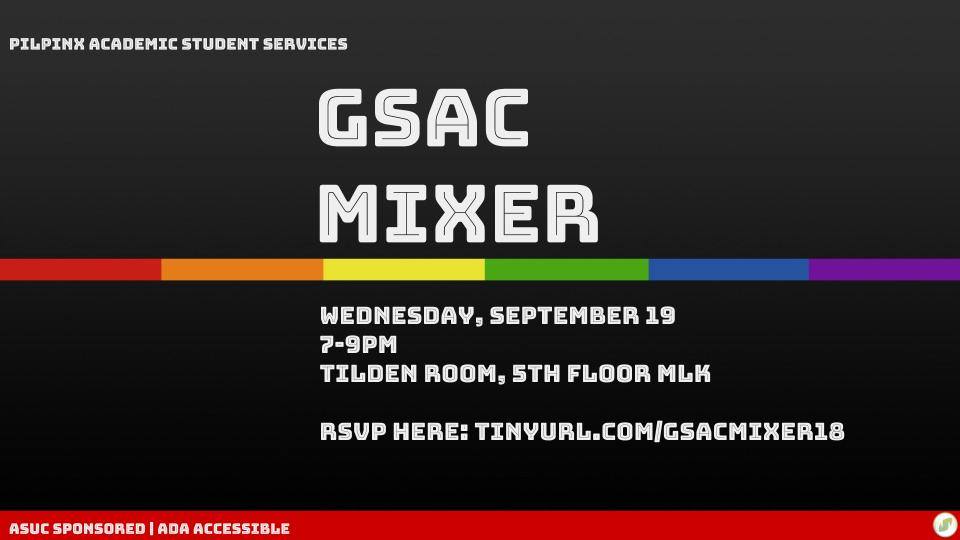 PILPINX ACADEMIC STUDENT SERVICES
GSAC
MIXER
WEDNESDAY, SEPTEMBER 19
7-9PM
TILDEN ROOM, 5TH FLOOR MLK
RSVP HERE: TINYURL.COM/GSACMIXER18
ASUC SPONSORED | ADA ACCESSIBLE